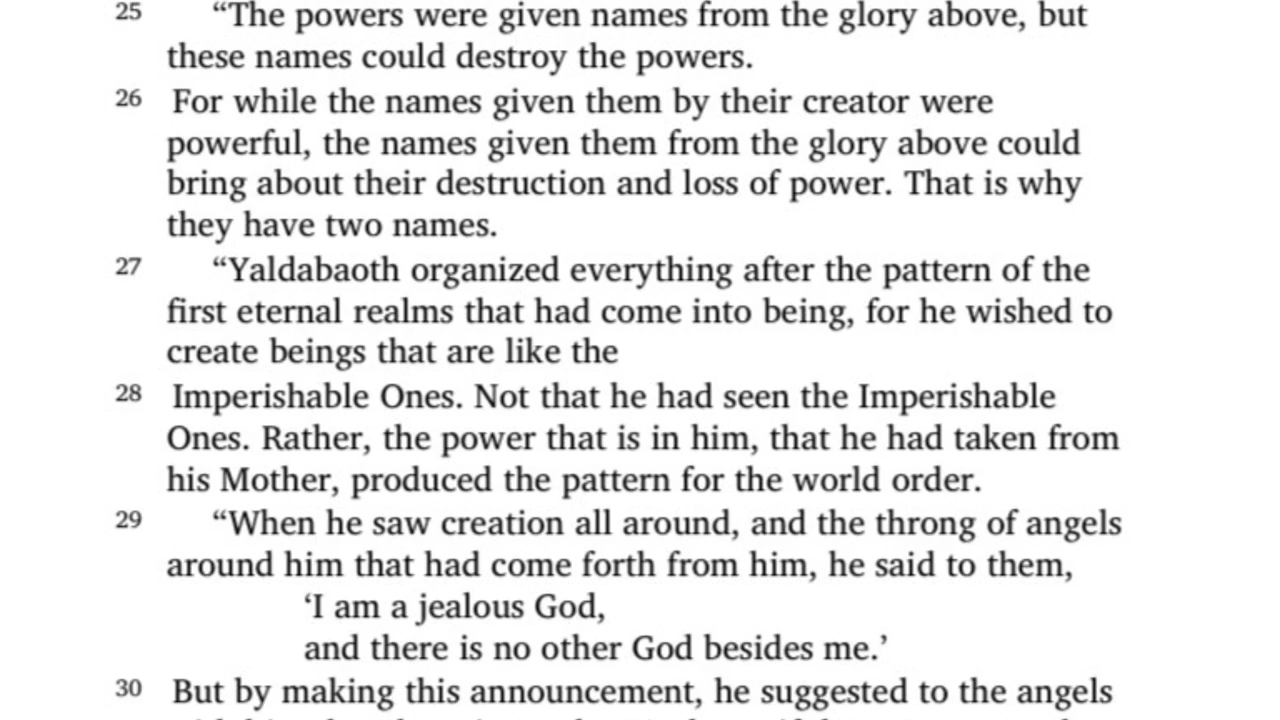 25 “The powers were given names from the glory above, but
these names could destroy the powers.
26 For while the names given them by their creator were
powerful, the names given them from the glory above could
bring about their destruction and loss of power. That is why
they have two names.
27 “Yaldabaoth organized everything after the pattern of the
first eternal realms that had come into being, for he wished to
create beings that are like the
28 Imperishable Ones. Not that he had seen the Imperishable
Ones. Rather, the power that is in him, that he had taken from
his Mother, produced the pattern for the world order.
29 “When he saw creation all around, and the throng of angels
around him that had come forth from him, he said to them,
‘I am a jealous God,
and there is no other God besides me.’
30 But by making this announcement, he suggested to the angels